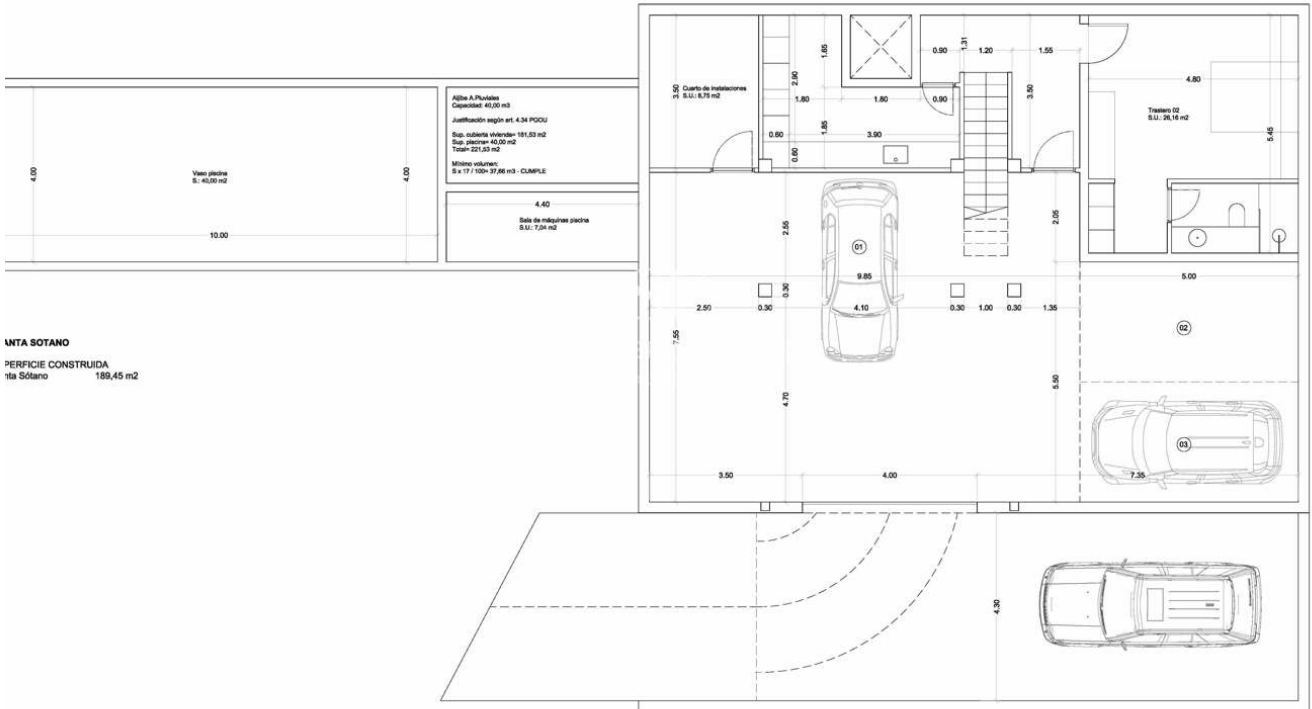 Aljibe A.Pluviales
Capacidad: 40,00 m3
Justificación según art. 4.34 PGOU
Sup. cubierta vivienda= 181,53 m2
Sup. piscina= 40,00 m2
Total= 221,53 m2
Mínimo volumen:
S x 17 / 100= 37,66 m3 - CUMPLE
Vaso piscina
S.: 40,00 m2
4.00
4.00
10.00
4.40
Sala de máquinas piscina
S.U.: 7,04 m2
ANTA SOTANO
PERFICIE CONSTRUIDA
nta Sótano 189,45 m2
3.50
Cuarto de instalaciones
S.U.: 8,75 m2
2.90
1.65
0.90
1.31
1.20
1.55
1.80
1.80
0.90
3.50
0.60
1.85
3.90
0.60
4.80
Trastero 02
S.U.: 26,16 m2
5.45
2.55
01
2.05
9.85
5.00
0.30
2.50
0.30
4.10
0.30
1.00
0.30
1.35
7.55
02
4.70
5.50
03
3.50
4.00
7.35
4.30